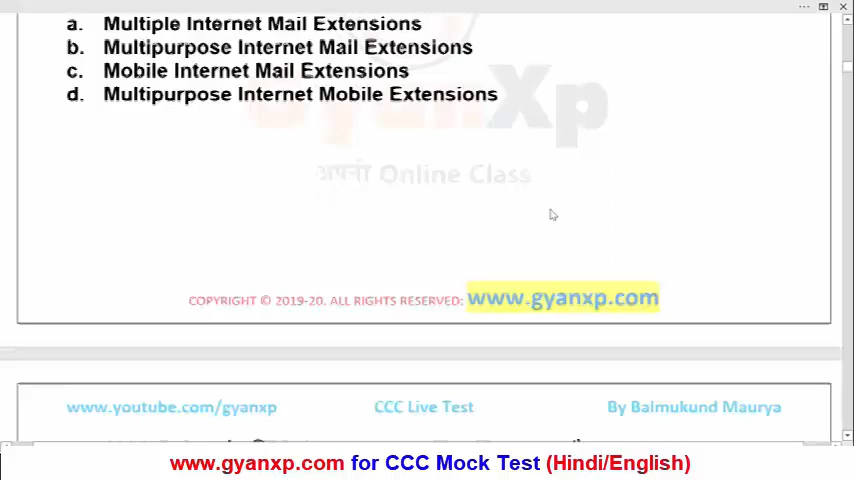 a. Multiple Internet Mail Extensions
b. Multipurpose Internet Mail Extensions
c. Mobile Internet Mail Extensions
d. Multipurpose Internet Mobile Extensions
GyanXp
अपनी Online Class
COPYRIGHT © 2019-20. ALL RIGHTS RESERVED: www.gyanxp.com
www.youtube.com/gyanxp CCC Live Test By Balmukund Maurya
www.gyanxp.com for CCC Mock Test (Hindi/English)